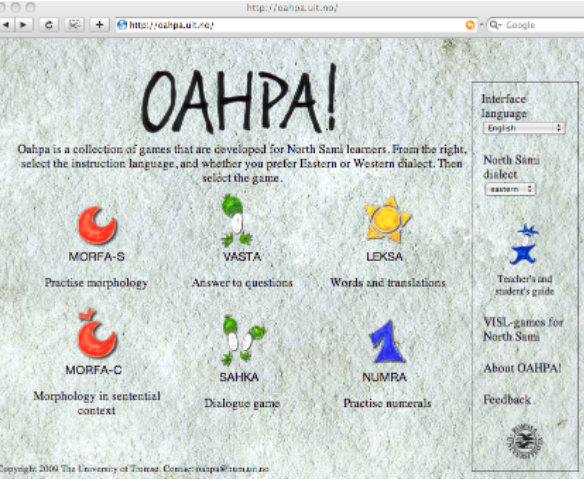 http://oahpa.uit.no/
http://oahpa.uit.no/
Google
OAHPA!
Oahpa is a collection of games that are developed for North Sami learners. From the right,
select the instruction language, and whether you prefer Eastern or Western dialect. Then
select the game.
MORFA-S
Practise morphology
VASTA
Answer to questions
LEKSA
Words and translations
MORFA-C
Morphology in sentential
context
SAHKA
Dialogue game
NUMRA
Practise numerals
Interface
language
English
North Sami
dialect
eastern
Teacher's and
student's guide
VISL-games for
North Sami
About OAHPA!
Feedback
Copyright 2009 The University of Tromsø. Contact oahpa@hum.uit.no